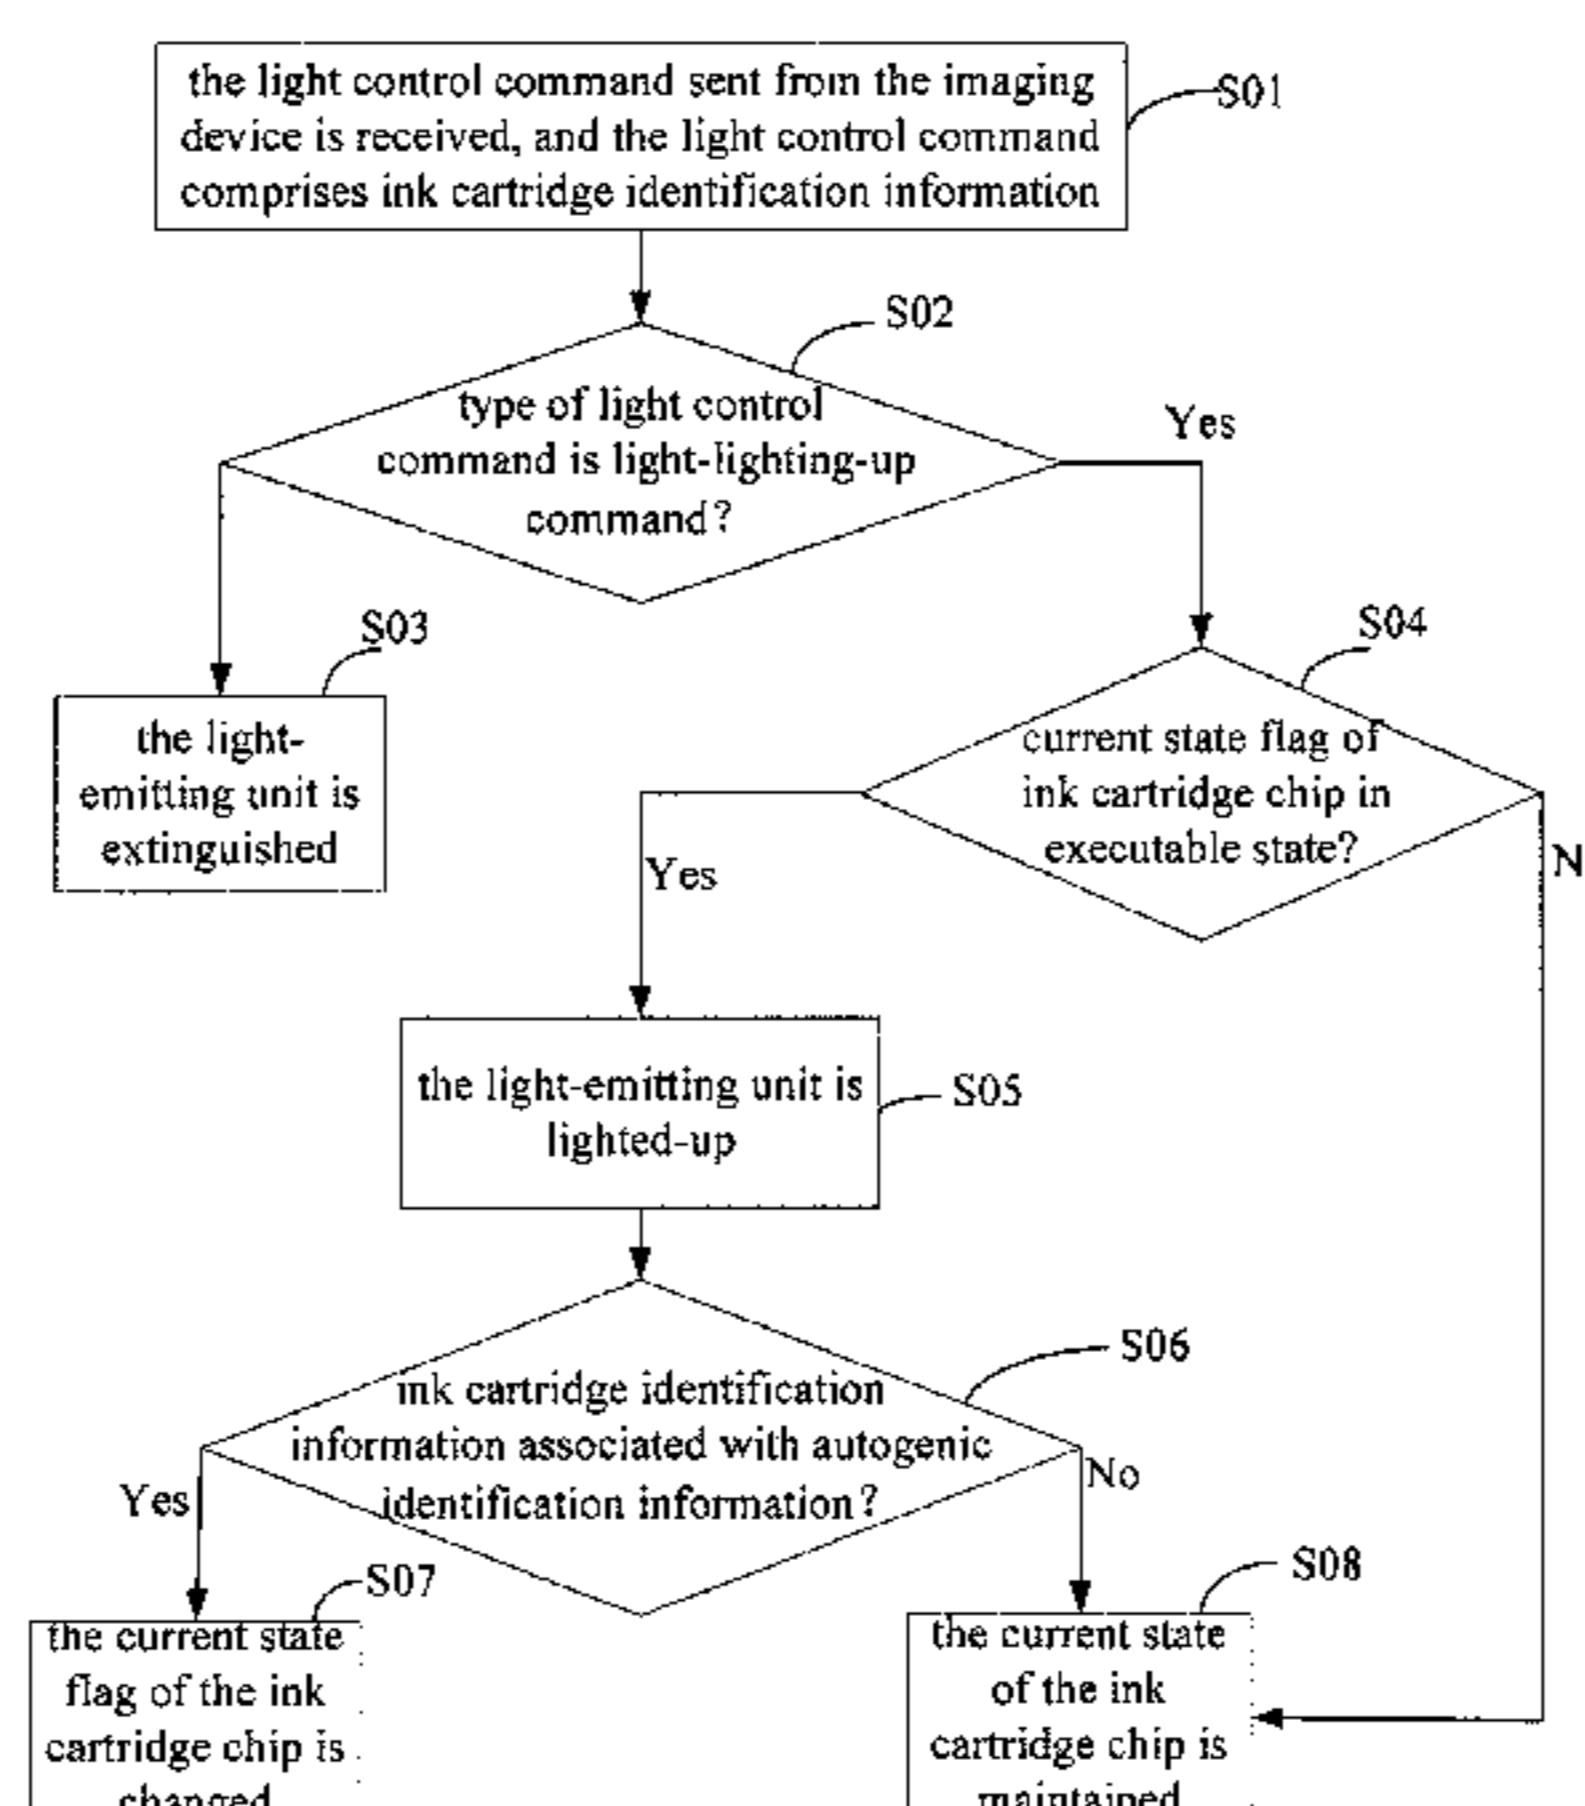 the light control command sent from the imaging
device is received, and the light control command
comprises ink cartridge identification information
S01
S02
type of light control
command is light-lighting-up
command?
Yes
S03
the light-
emitting unit is
extinguished
S04
current state flag of
ink cartridge chip in
executable state?
Yes
N
the light-emitting unit is
lighted-up
S05
S06
ink cartridge identification
information associated with autogenic
identification information?
Yes
No
S07
the current state
flag of the ink
cartridge chip is
changed
S08
the current state
of the ink
cartridge chip is
maintained